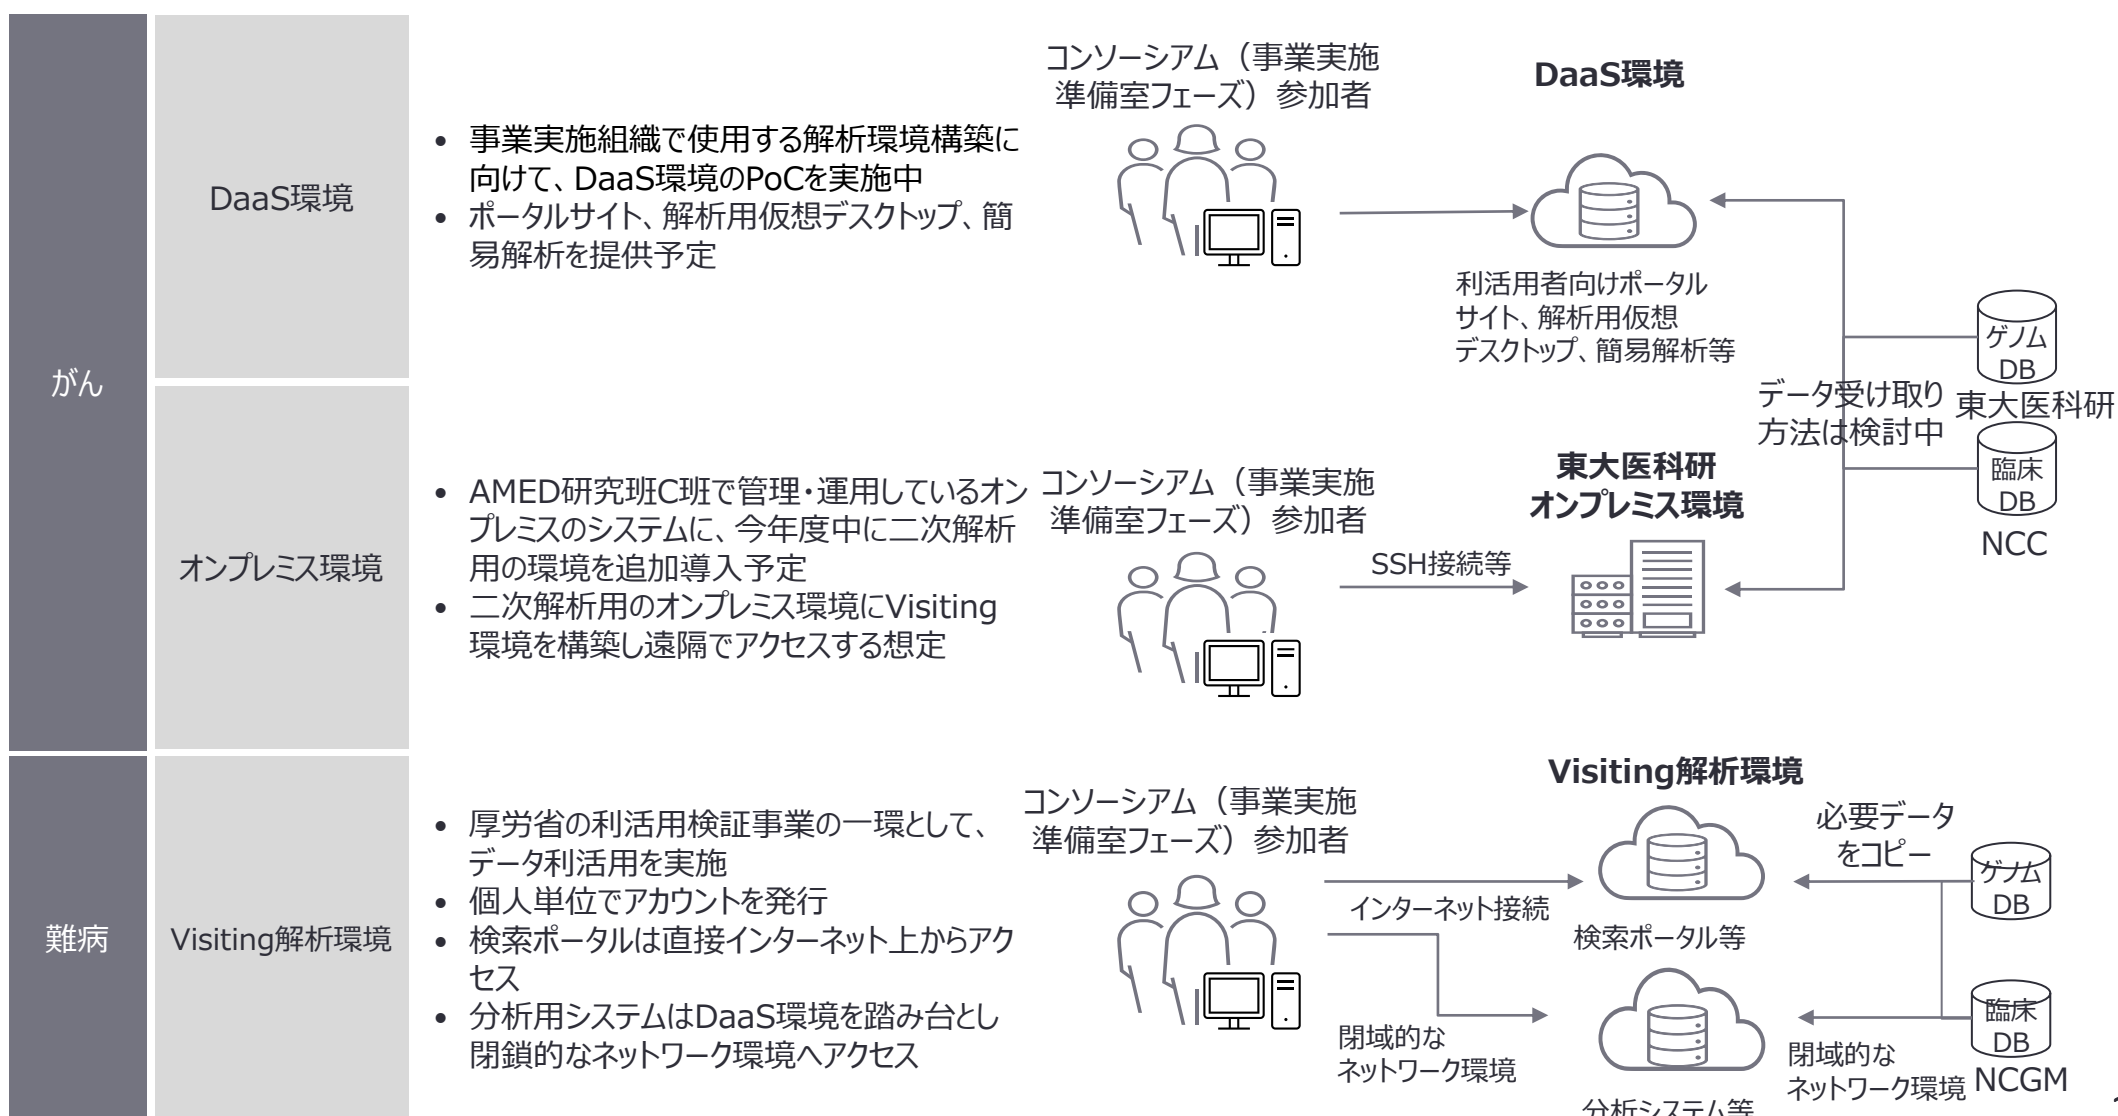 がん
DaaS環境
• 事業実施組織で使用する解析環境構築に
向けて、DaaS環境のPoCを実施中
• ポータルサイト、解析用仮想デスクトップ、簡
易解析を提供予定
コンソーシアム（事業実施
準備室フェーズ）参加者
DaaS環境
利活用者向けポータル
サイト、解析用仮想
デスクトップ、簡易解析等
ゲノム
DB
東大医科研
データ受け取り
方法は検討中
臨床
DB
NCC
オンプレミス環境
• AMED研究班C班で管理・運用しているオン
プレミスのシステムに、今年度中に二次解析
用の環境を追加導入予定
• 二次解析用のオンプレミス環境にVisiting
環境を構築し遠隔でアクセスする想定
コンソーシアム（事業実施
準備室フェーズ）参加者
SSH接続等
東大医科研
オンプレミス環境
難病
Visiting解析環境
• 厚労省の利活用検証事業の一環として、
データ利活用を実施
• 個人単位でアカウントを発行
• 検索ポータルは直接インターネット上からアク
セス
• 分析用システムはDaaS環境を踏み台とし
閉鎖的なネットワーク環境へアクセス
コンソーシアム（事業実施
準備室フェーズ）参加者
インターネット接続
閉域的な
ネットワーク環境
Visiting解析環境
検索ポータル等
分析システム等
必要データ
をコピー
ゲノム
DB
臨床
DB
閉域的な
ネットワーク環境
NCGM